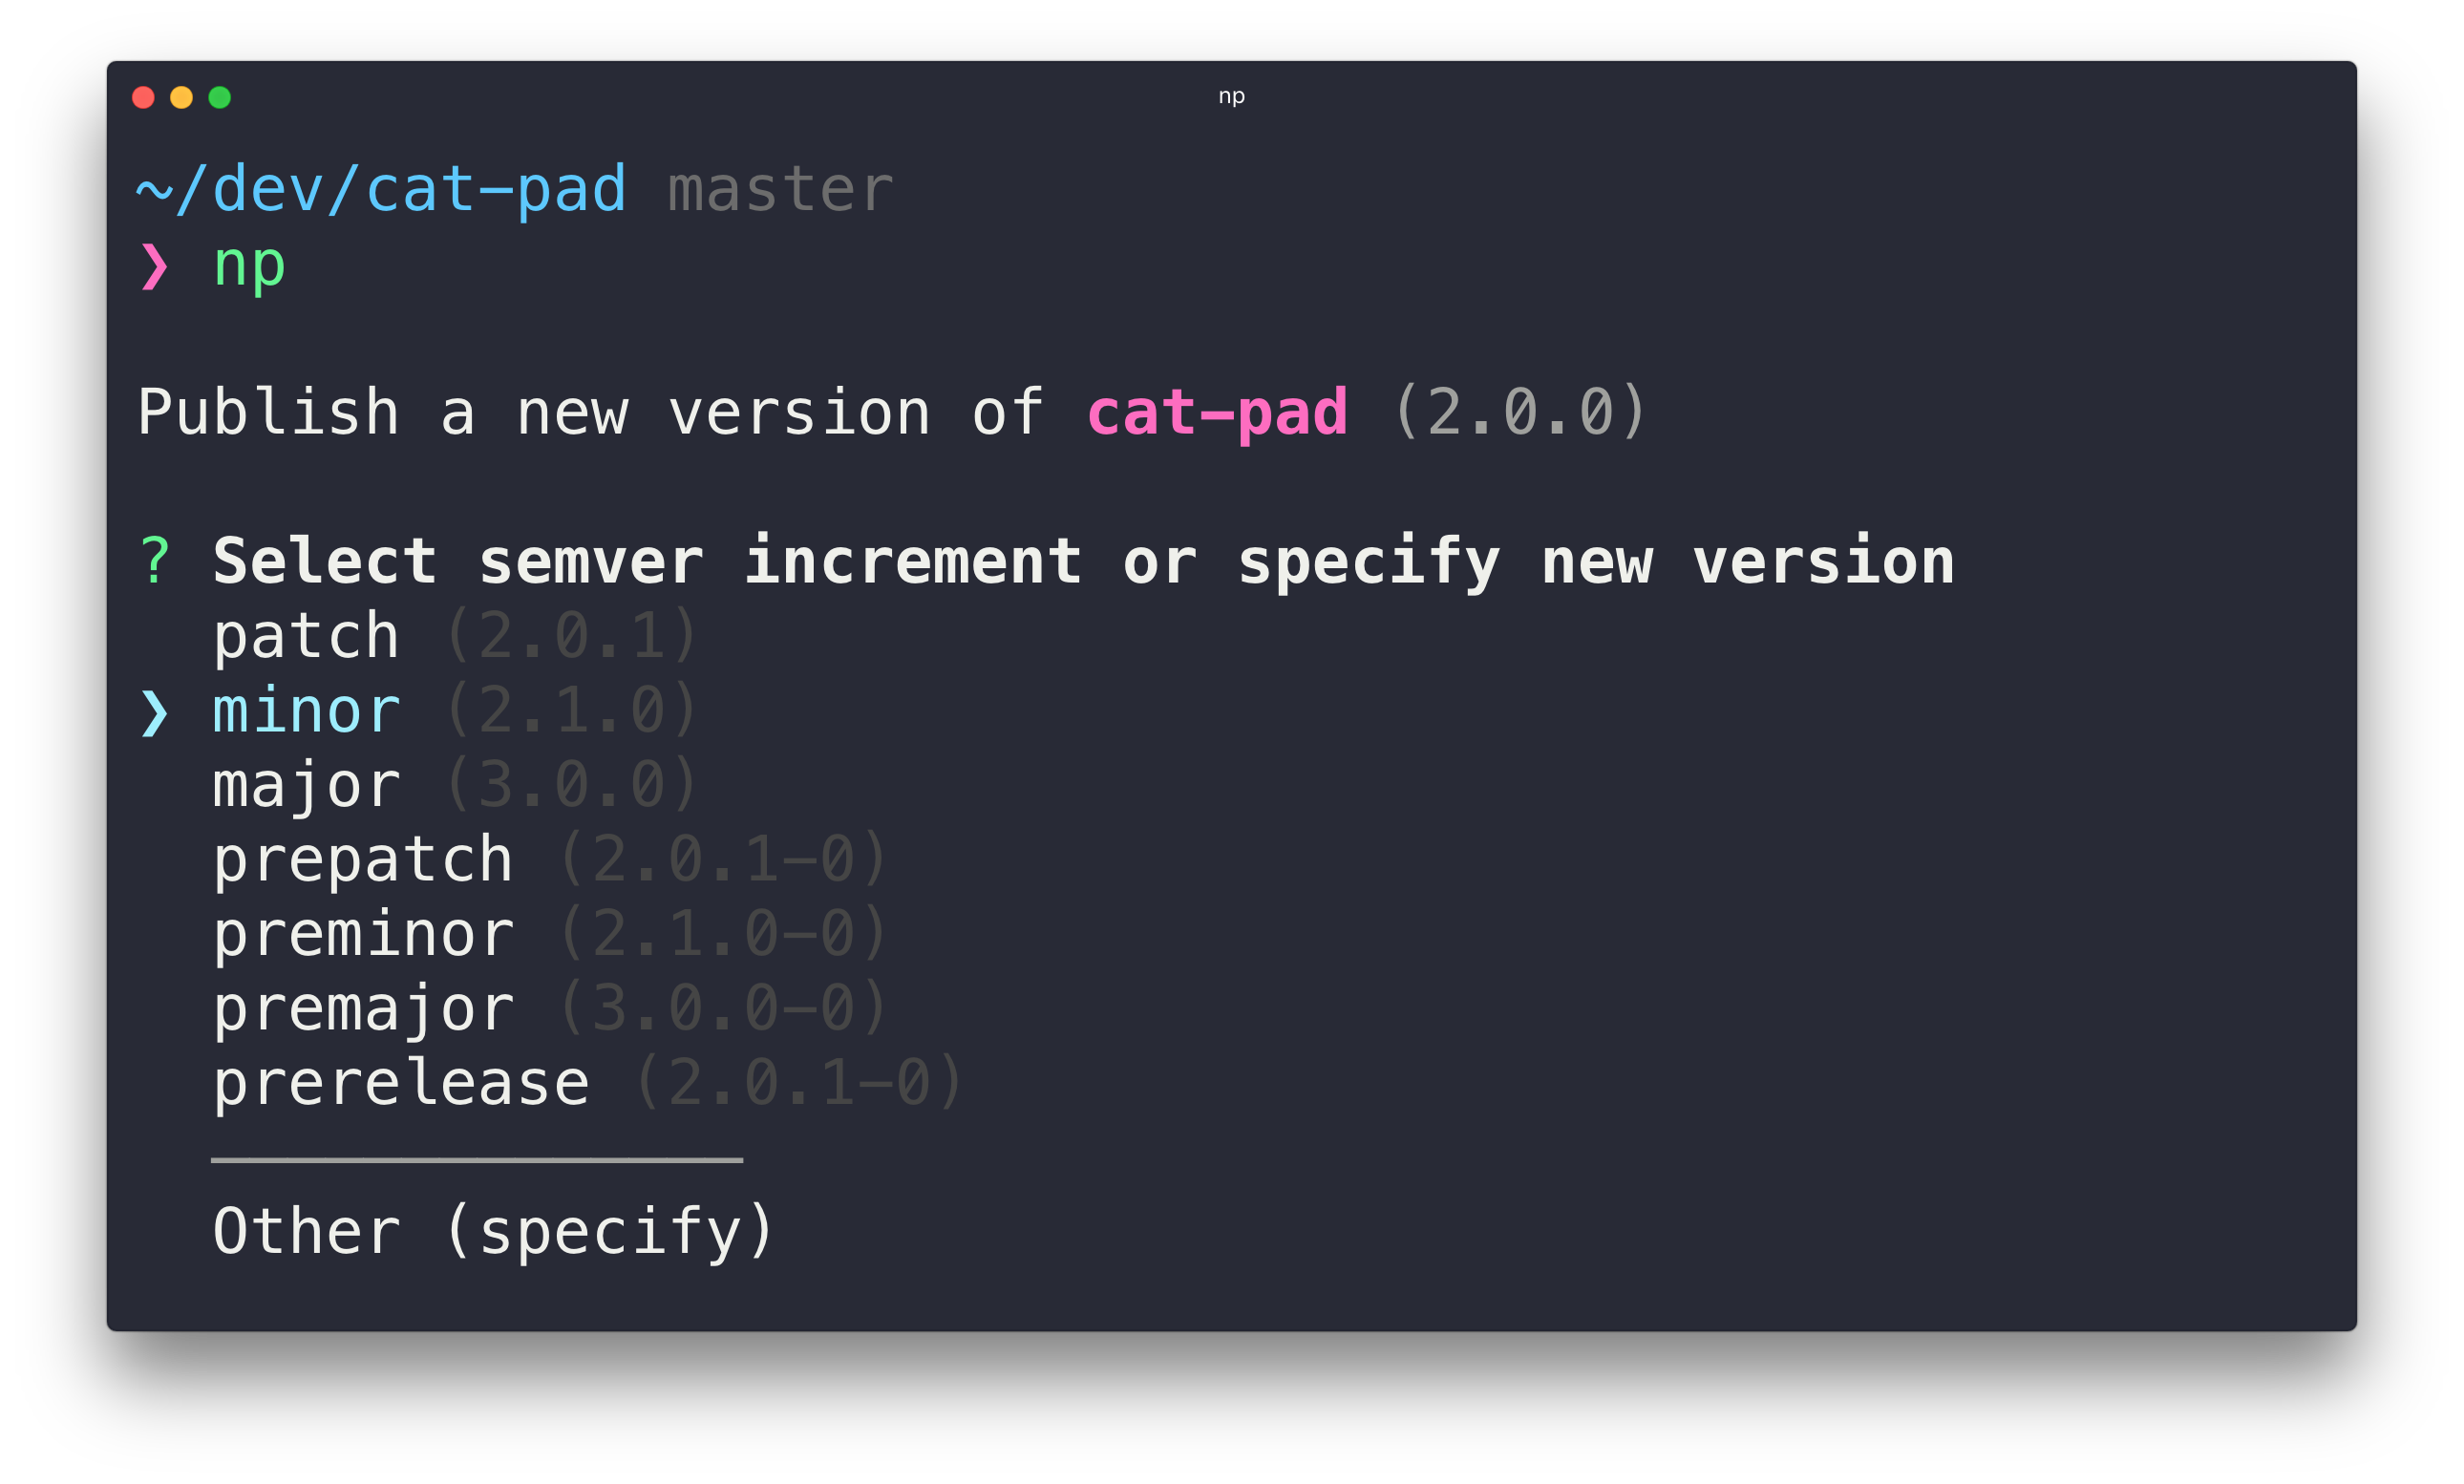 np
~/dev/cat-pad master
❯ np
Publish a new version of cat-pad (2.0.0)
? Select semver increment or specify new version
patch (2.0.1)
❯ minor (2.1.0)
major (3.0.0)
prepatch (2.0.1-0)
preminor (2.1.0-0)
premajor (3.0.0-0)
prerelease (2.0.1-0)
──────────────
Other (specify)